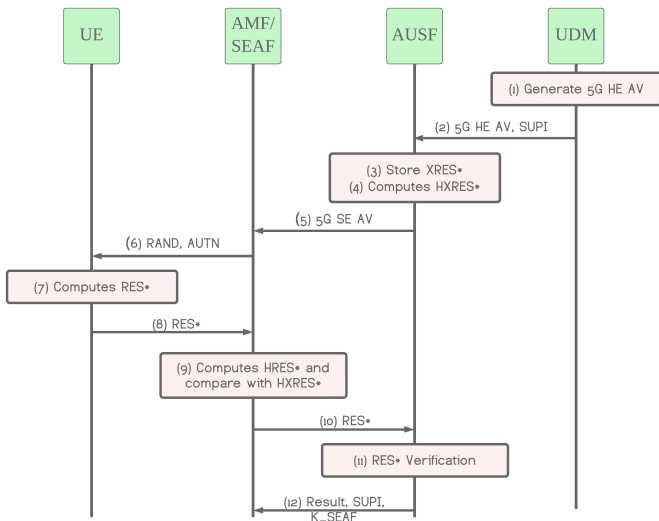 UE
AMF/
SEAF
AUSF
UDM
(1) Generate 5G HE AV
(2) 5G HE AV, SUPI
(3) Store XRES*
(4) Computes HXRES*
(5) 5G SE AV
(6) RAND, AUTN
(7) Computes RES*
(8) RES*
(9) Computes HRES* and
compare with HXRES*
(10) RES*
(11) RES* Verification
(12) Result, SUPI,
K_SEAF